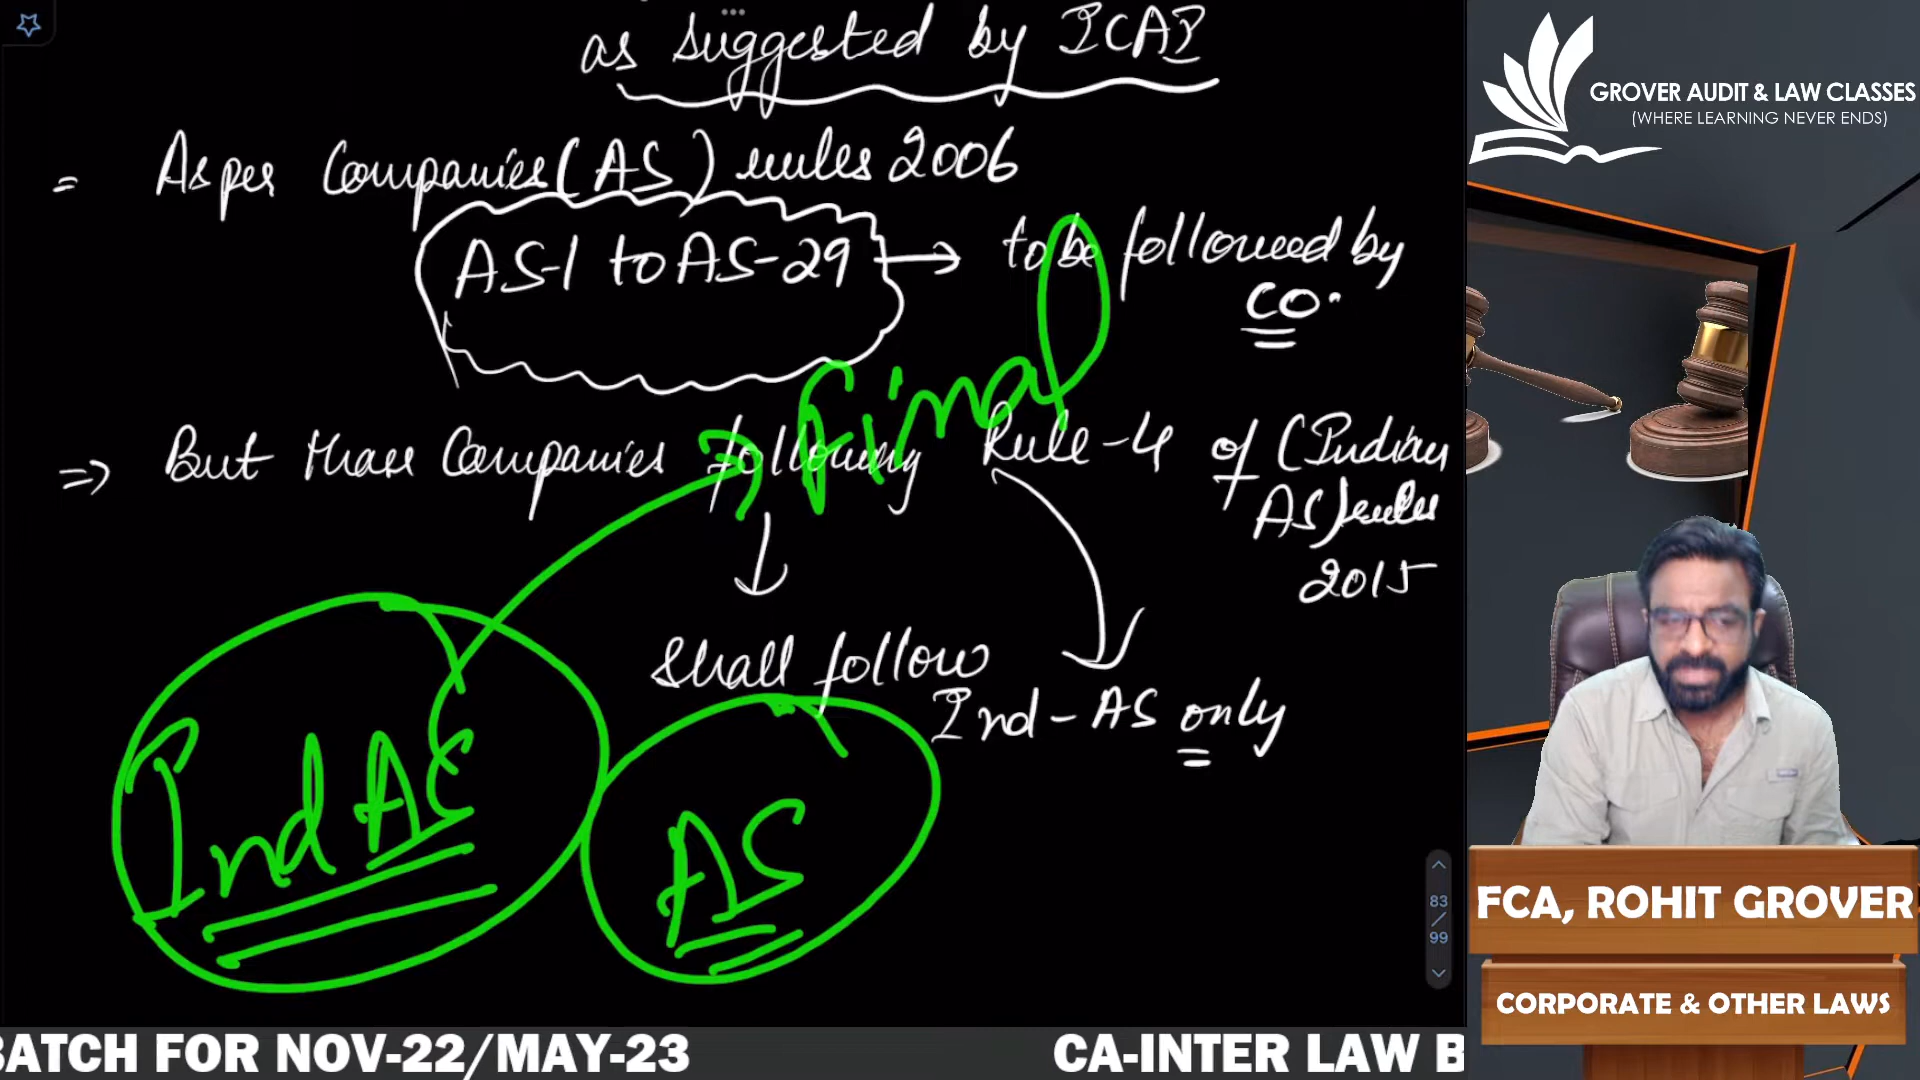 as suggested by ICAI
= As per Companies (AS) rules 2006
AS-1 to AS-29 → to be followed by
CO.
Final
⇒ But those Companies following Rule-4 of (Indian
AS) rules
2015
Shall follow
Ind-AS only
Ind AS
AS
83
/
99
GROVER AUDIT & LAW CLASSES
(WHERE LEARNING NEVER ENDS)
FCA, ROHIT GROVER
CORPORATE & OTHER LAWS
BATCH FOR NOV-22/MAY-23 CA-INTER LAW B